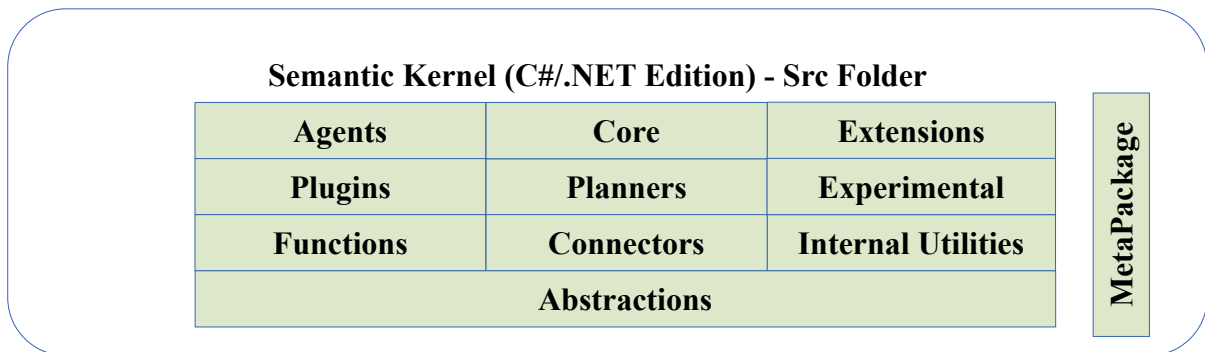 Semantic Kernel (C#/.NET Edition) - Src Folder
Agents Core Extensions
Plugins Planners Experimental
Functions Connectors Internal Utilities
Abstractions
MetaPackage